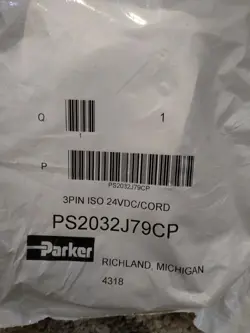 Q 1
1
P
PS2032J79CP
3PIN ISO 24VDC/CORD
PS2032J79CP
Parker
RICHLAND, MICHIGAN
4318